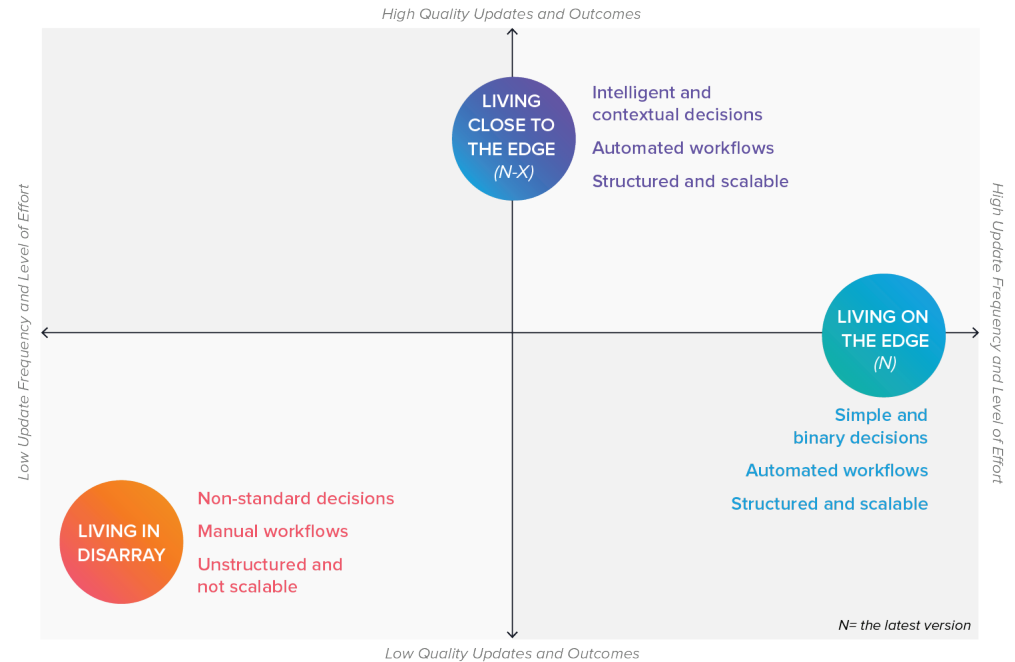 High Quality Updates and Outcomes
LIVING
CLOSE TO
THE EDGE
(N-X)
Intelligent and
contextual decisions
Automated workflows
Structured and scalable
Low Update Frequency and Level of Effort
High Update Frequency and Level of Effort
LIVING ON
THE EDGE
(N)
Simple and
binary decisions
Automated workflows
Structured and scalable
LIVING IN
DISARRAY
Non-standard decisions
Manual workflows
Unstructured and
not scalable
N= the latest version
Low Quality Updates and Outcomes